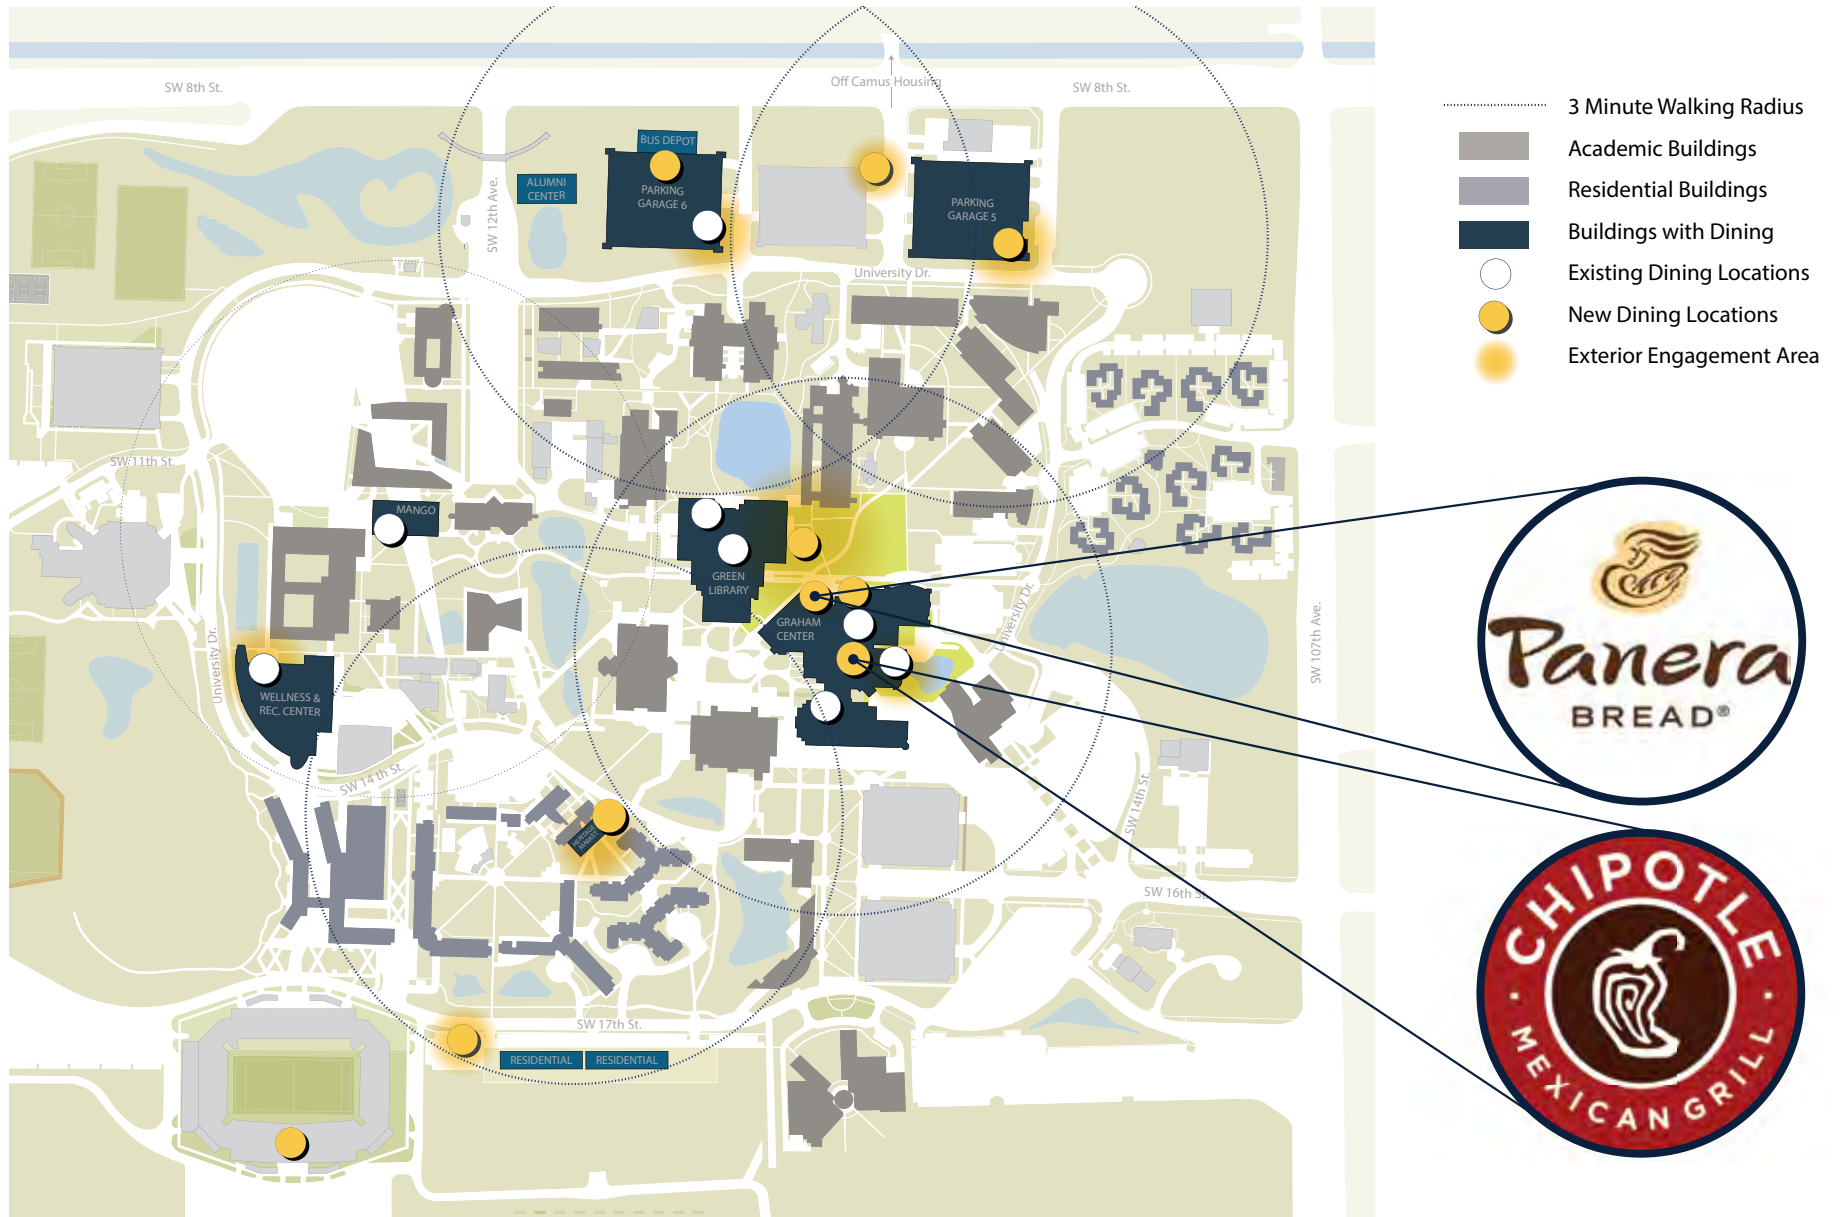 SW 8th St.
Off Camus Housing
SW 8th St.
3 Minute Walking Radius
Academic Buildings
Residential Buildings
Buildings with Dining
Existing Dining Locations
New Dining Locations
Exterior Engagement Area
BUS DEPOT
ALUMNI
CENTER
PARKING
GARAGE 6
PARKING
GARAGE 5
SW 12th Ave.
University Dr.
SW 11th St.
MANGO
GREEN
LIBRARY
GRAHAM
CENTER
University Dr.
SW 107th Ave.
University Dr.
WELLNESS &
REC. CENTER
SW 14th St.
SW 14th St.
HERITAGE
MARKET
SW 16th St.
SW 17th St.
RESIDENTIAL
RESIDENTIAL
Panera
BREAD®
CHIPOTLE
MEXICAN GRILL